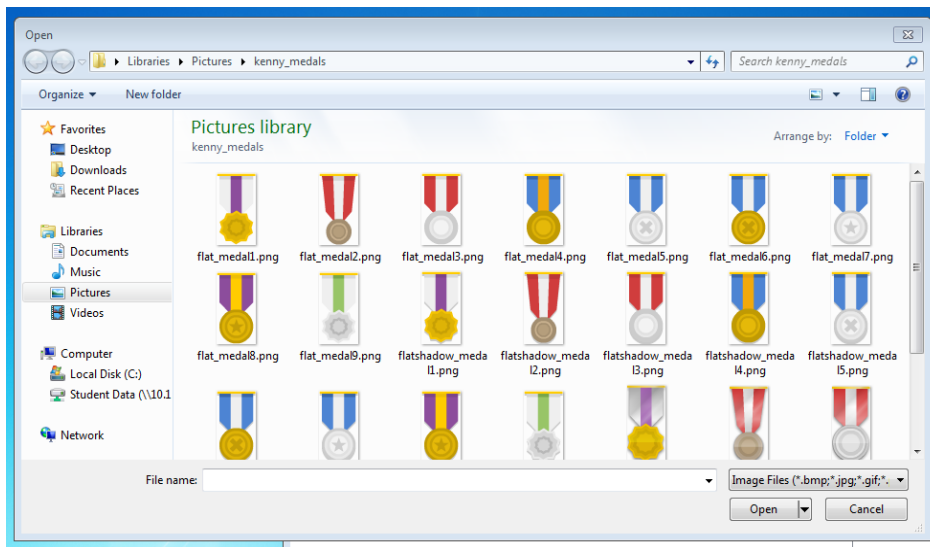 Open
Libraries Pictures kenny_medals
Search kenny_medals
Organize New folder
Favorites
Desktop
Downloads
Recent Places
Libraries
Documents
Music
Pictures
Videos
Computer
Local Disk (C:)
Student Data (\\10.1
Network
Pictures library
kenny_medals
Arrange by: Folder
flat_medal1.png flat_medal2.png flat_medal3.png flat_medal4.png flat_medal5.png flat_medal6.png flat_medal7.png
flat_medal8.png flat_medal9.png flatshadow_meda flatshadow_meda flatshadow_meda flatshadow_meda flatshadow_meda
l1.png l2.png l3.png l4.png l5.png
File name:
Image Files (*.bmp;*.jpg;*.gif;*.
Open Cancel